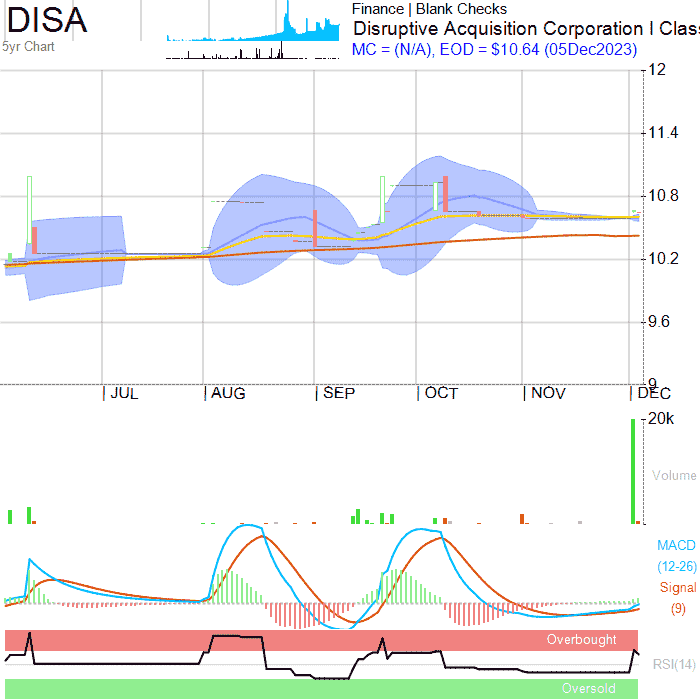 DISA
5yr Chart
Finance | Blank Checks
Disruptive Acquisition Corporation I Clas
MC = (N/A), EOD = $10.64 (05Dec2023)
12
11.4
10.8
10.2
9.6
9
JUL
AUG
SEP
OCT
NOV
DEC
20k
Volume
MACD
(12-26)
Signal
(9)
Overbought
RSI(14)
Oversold